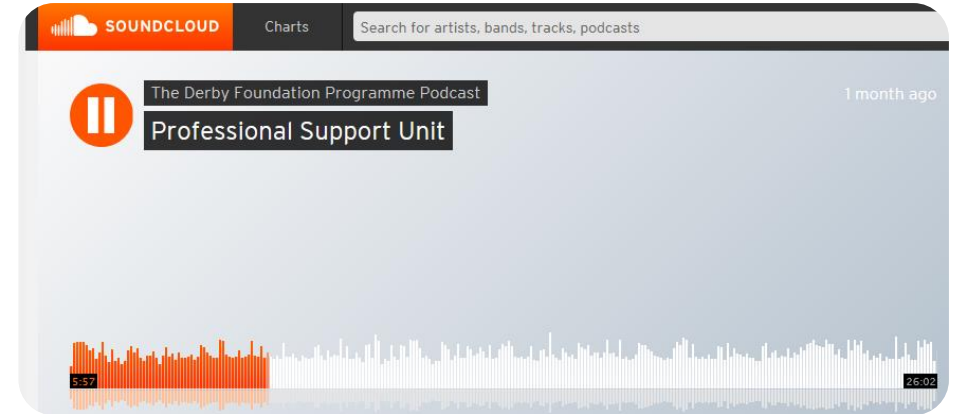 SOUNDCLOUD Charts Search for artists, bands, tracks, podcasts
The Derby Foundation Programme Podcast 1 month ago
Professional Support Unit
5:57 26:02